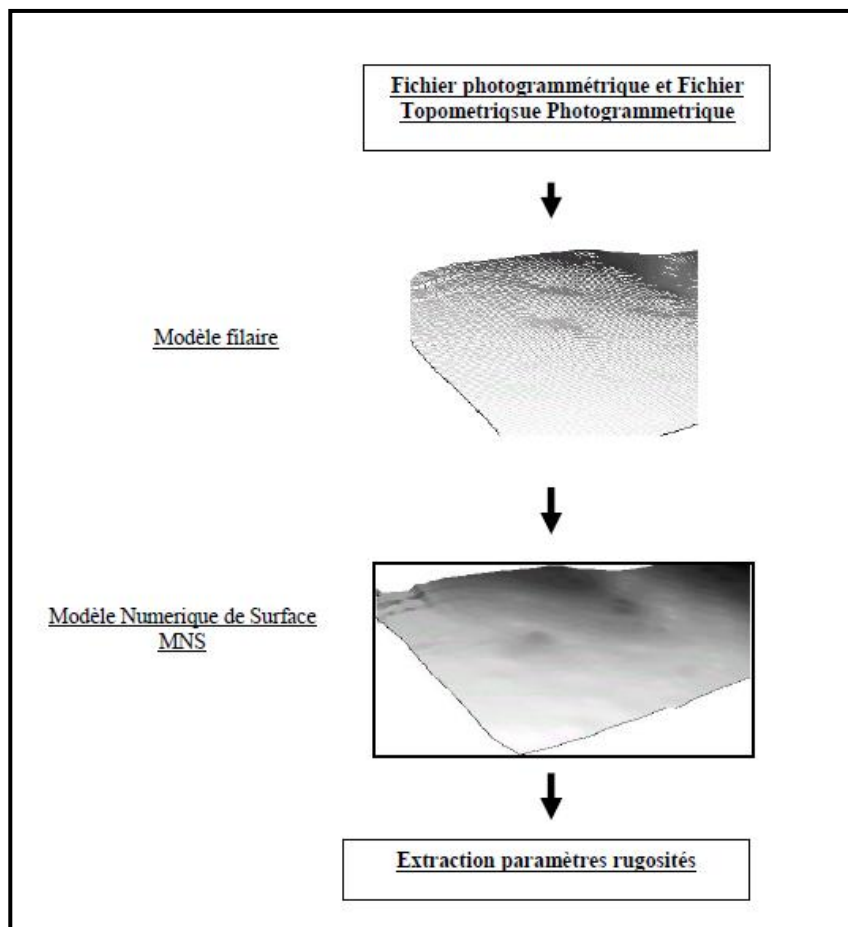 Fichier photogrammétrique et Fichier
Topometriqsue Photogrammetrique
Modèle filaire
Modèle Numerique de Surface
MNS
Extraction paramètres rugosités